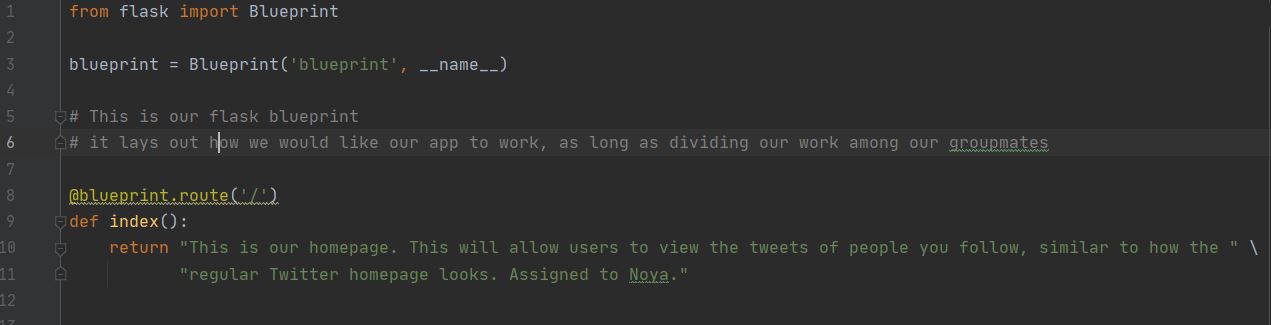 1 from flask import Blueprint
2
3 blueprint = Blueprint('blueprint', __name__)
4
5 # This is our flask blueprint
6 # it lays out how we would like our app to work, as long as dividing our work among our groupmates
7
8 @blueprint.route('/')
9 def index():
10 return "This is our homepage. This will allow users to view the tweets of people you follow, similar to how the " \
11 "regular Twitter homepage looks. Assigned to Noya."
12